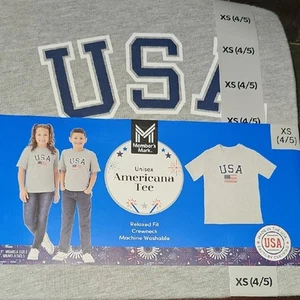 XS (4/5)
XS (4/5)
XS (4/5)
XS (4/5)
USA
XS
(4/5)
M
Member's
Mark.
Unisex
Americana
Tee
Relaxed Fit
Crewneck
Machine Washable
USA
USA
USA
USA
XS (4/5)